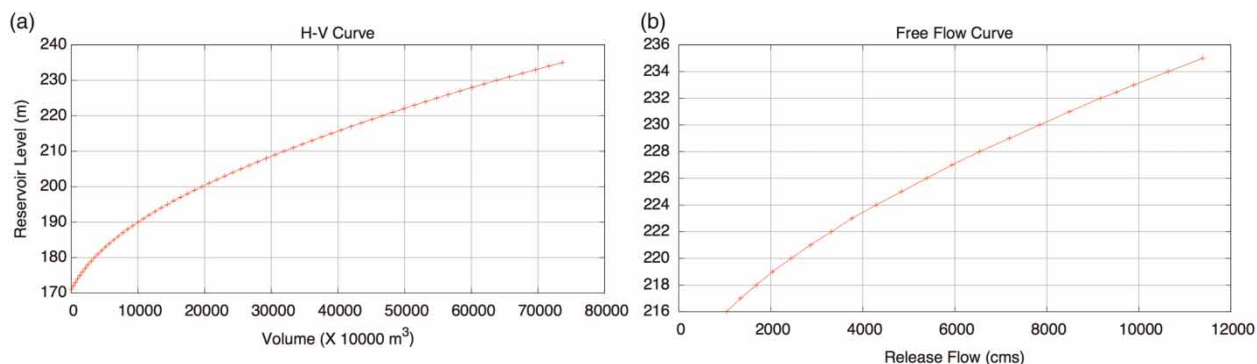 (a)
H-V Curve
240
230
220
210
200
190
180
170
Reservoir Level (m)
0 10000 20000 30000 40000 50000 60000 70000 80000
Volume (X 10000 m³)
(b)
Free Flow Curve
236
234
232
230
228
226
224
222
220
218
216
0 2000 4000 6000 8000 10000 12000
Release Flow (cms)